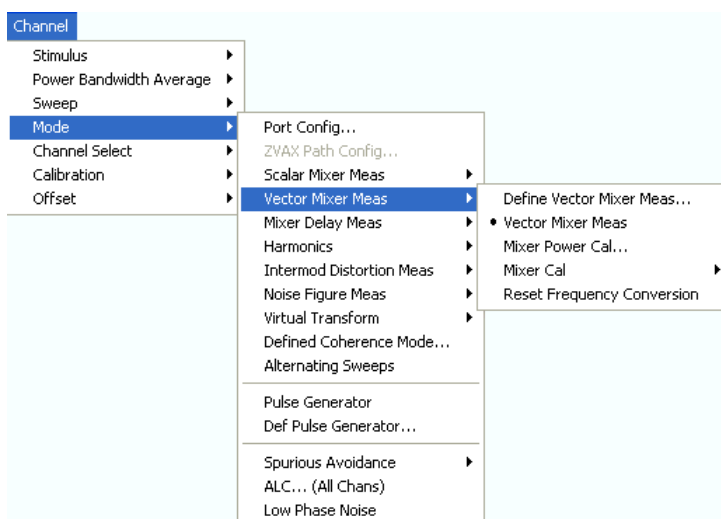 Channel
Stimulus
Power Bandwidth Average
Sweep
Mode
Channel Select
Calibration
Offset
Port Config...
ZVAX Path Config...
Scalar Mixer Meas
Vector Mixer Meas
Mixer Delay Meas
Harmonics
Intermod Distortion Meas
Noise Figure Meas
Virtual Transform
Defined Coherence Mode...
Alternating Sweeps
Pulse Generator
Def Pulse Generator...
Spurious Avoidance
ALC... (All Chans)
Low Phase Noise
Define Vector Mixer Meas...
• Vector Mixer Meas
Mixer Power Cal...
Mixer Cal
Reset Frequency Conversion